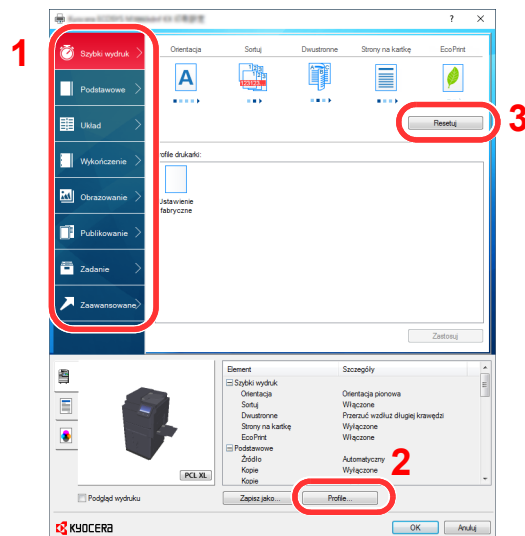 ? ×
1
Szybki wydruk
Podstawowe
Układ
Wykończenie
Obrazowanie
Publikowanie
Zadanie
Zaawansowane
Orientacja Sortuj Dwustronne Strony na kartkę EcoPrint
A
123
123123
Resetuj
3
rofile drukarki:
Ustawienie
fabryczne
Zastosuj
Element Szczegóły
Szybki wydruk
Orientacja Orientacja pionowa
Sortuj Włączone
Dwustronne Przerzuć wzdłuż długiej krawędzi
Strony na kartkę Wyłączone
EcoPrint Włączone
Podstawowe
Źródło Automatyczny
Kopie Wyłączone
Kopie
2
PCL XL
Podgląd wydruku
Zapisz jako... Profile...
KYOCERA
OK Anuluj